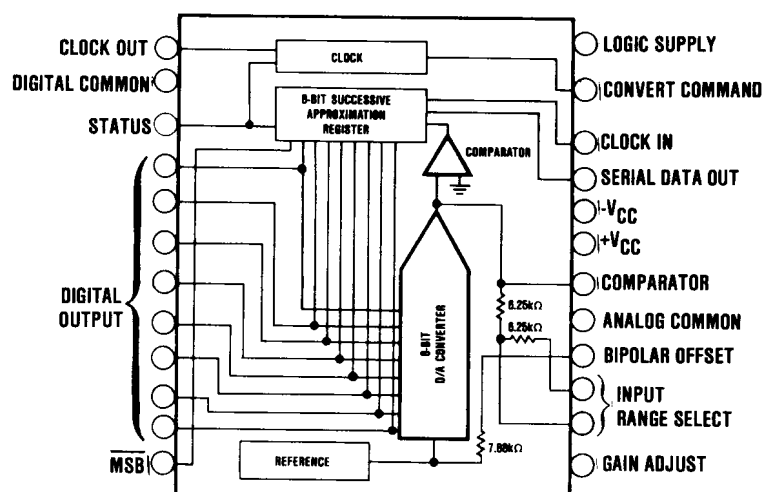 CLOCK OUT
DIGITAL COMMON
STATUS
DIGITAL
OUTPUT
MSB
CLOCK
8-BIT SUCCESSIVE
APPROXIMATION
REGISTER
COMPARATOR
8-BIT
D/A CONVERTER
6.25kΩ
6.25kΩ
7.88kΩ
REFERENCE
LOGIC SUPPLY
CONVERT COMMAND
CLOCK IN
SERIAL DATA OUT
-VCC
+VCC
COMPARATOR
ANALOG COMMON
BIPOLAR OFFSET
INPUT
RANGE SELECT
GAIN ADJUST